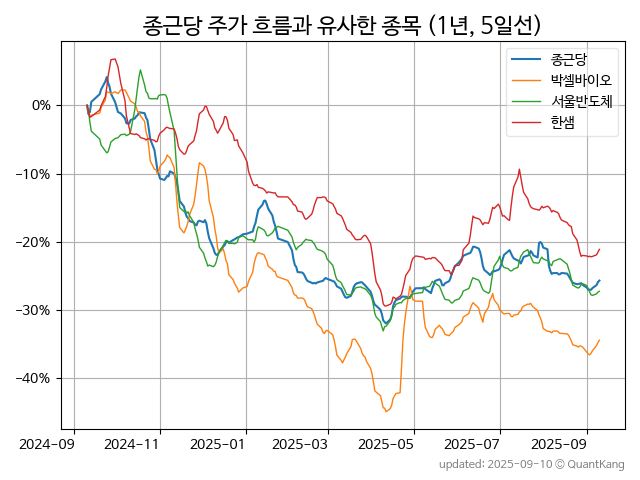 종근당 주가 흐름과 유사한 종목 (1년, 5일선)
종근당
박셀바이오
서울반도체
한샘
0%
−10%
−20%
−30%
−40%
2024-09
2024-11
2025-01
2025-03
2025-05
2025-07
2025-09
updated: 2025-09-10 © QuantKang